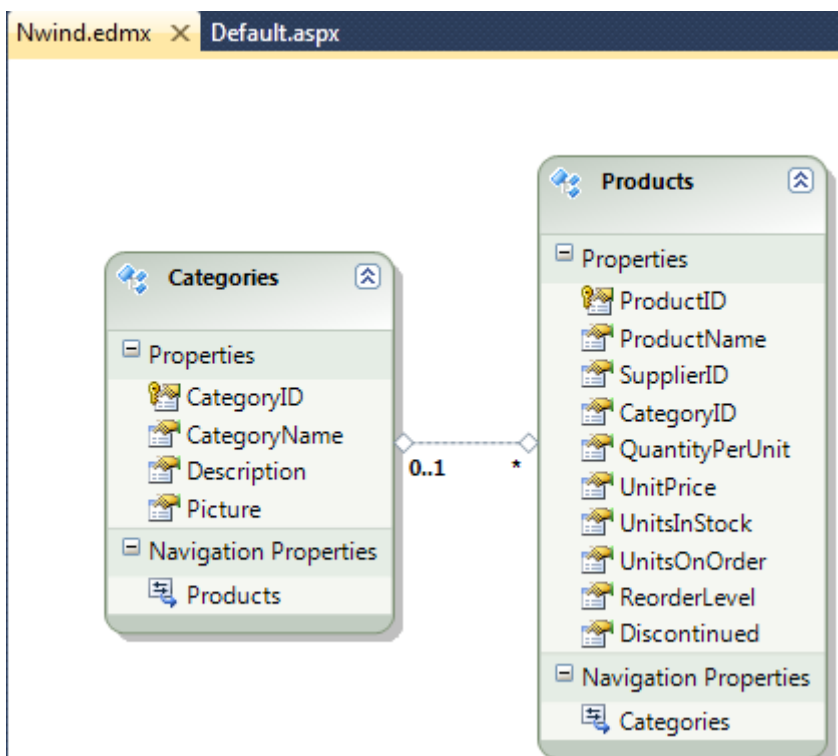 Nwind.edmx
Default.aspx
Categories
Properties
CategoryID
CategoryName
Description
Picture
Navigation Properties
Products
0..1
*
Products
Properties
ProductID
ProductName
SupplierID
CategoryID
QuantityPerUnit
UnitPrice
UnitsInStock
UnitsOnOrder
ReorderLevel
Discontinued
Navigation Properties
Categories